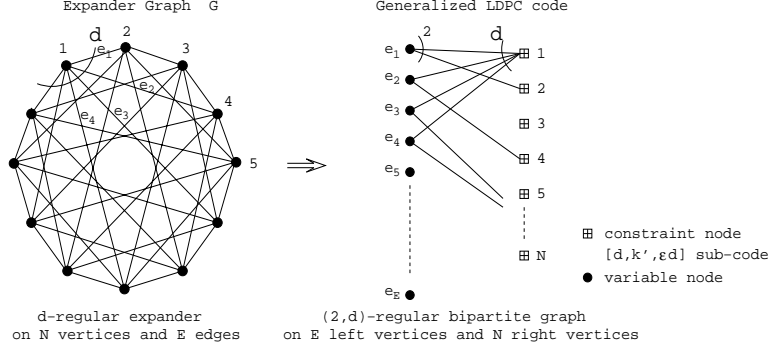 Expander Graph G
d
1
e1
2
3
e2
e4
e3
4
5
d-regular expander
on N vertices and E edges
Generalized LDPC code
2
d
e1
1
e2
2
e3
3
e4
4
e5
5
N
eE
constraint node
[d,k',εd] sub-code
variable node
(2,d)-regular bipartite graph
on E left vertices and N right vertices